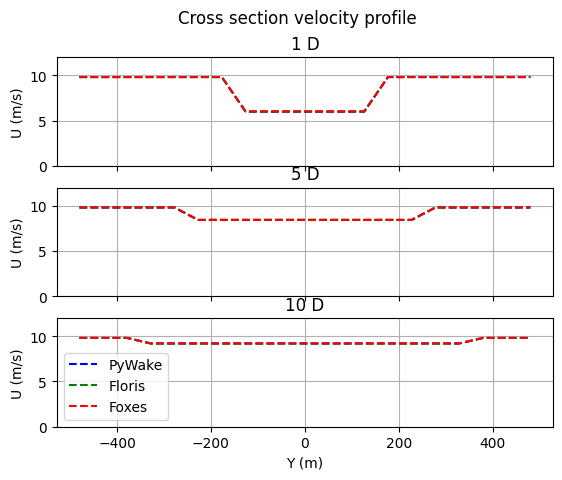 Cross section velocity profile
1 D
10
5
0
U (m/s)
5 D
10
5
0
U (m/s)
10 D
10
5
0
U (m/s)
PyWake
Floris
Foxes
−400
−200
0
200
400
Y (m)